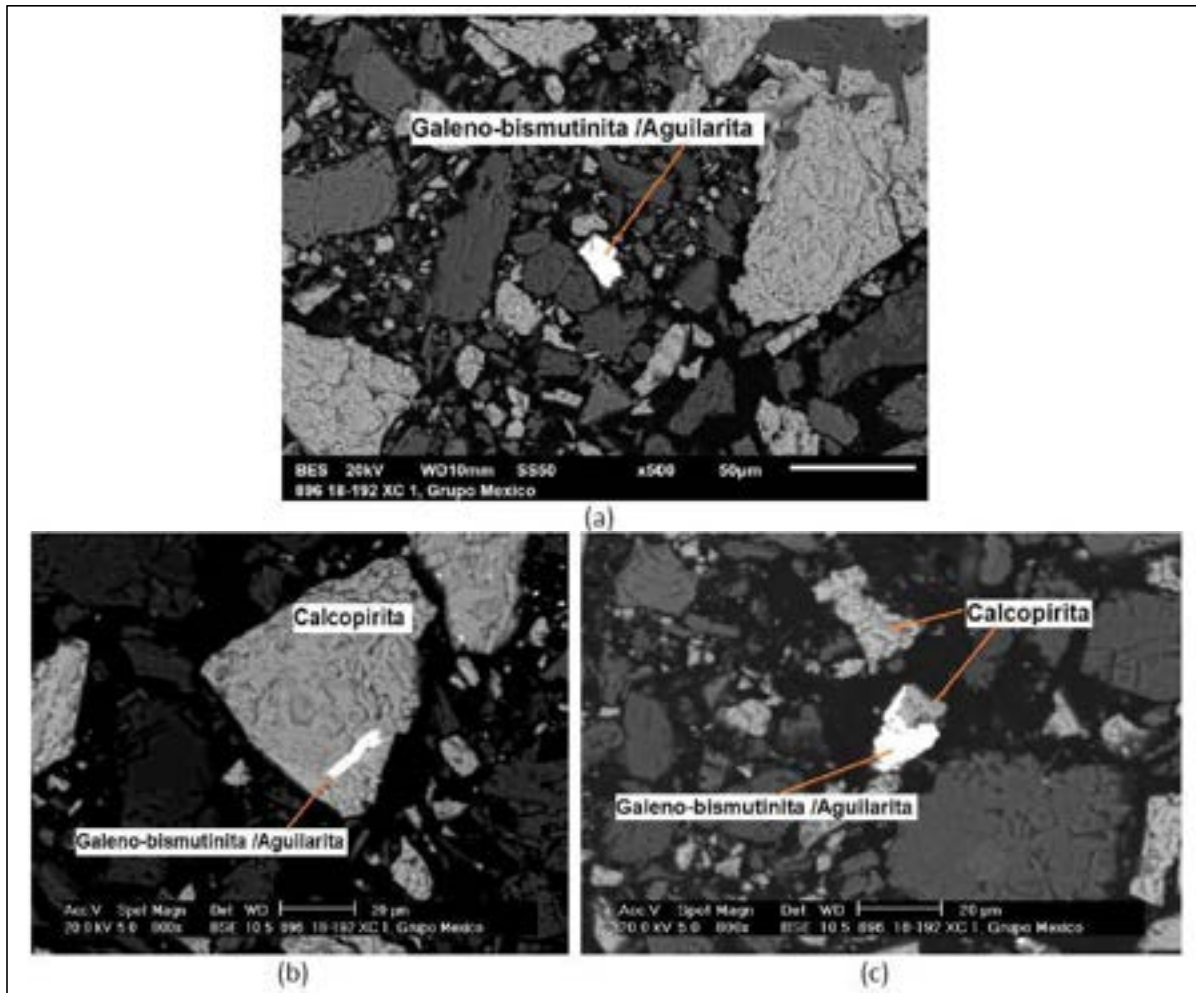 Galeno-bismutinita /Aguilarita
BES 20kV WD10mm SS50 x500 50µm
896 18-192 XC 1, Grupo Mexico
(a)
Calcopirita
Galeno-bismutinita /Aguilarita
Acc.V Spot Magn Det WD 20 µm
20.0 kV 5.0 800x BSE 10.5 896 18-192 XC 1, Grupo Mexico
(b)
Calcopirita
Galeno-bismutinita /Aguilarita
Acc.V Spot Magn Det WD 20 µm
20.0 kV 5.0 800x BSE 10.5 896 18-192 XC 1, Grupo Mexico
(c)